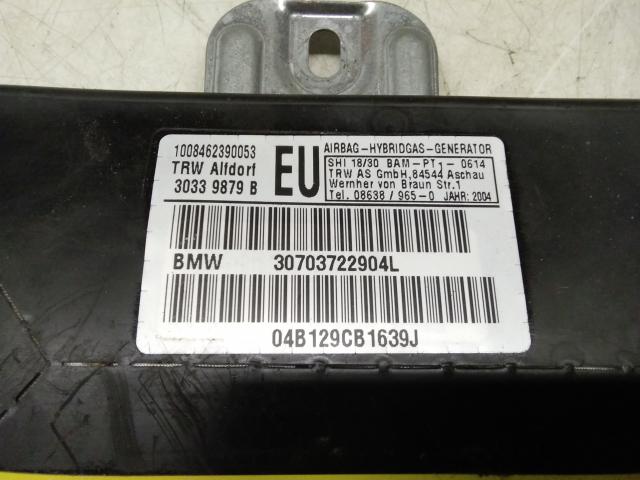 1008462390053
TRW Alfdorf
3033 9879 B
EU
AIRBAG-HYBRIDGAS-GENERATOR
SHI 18/30 BAM-PT1-0614
TRW AS GmbH,84544 Aschau
Wernher von Braun Str.1
Tel. 08638/965-0 JAHR: 2004
BMW 30703722904L
04B129CB1639J